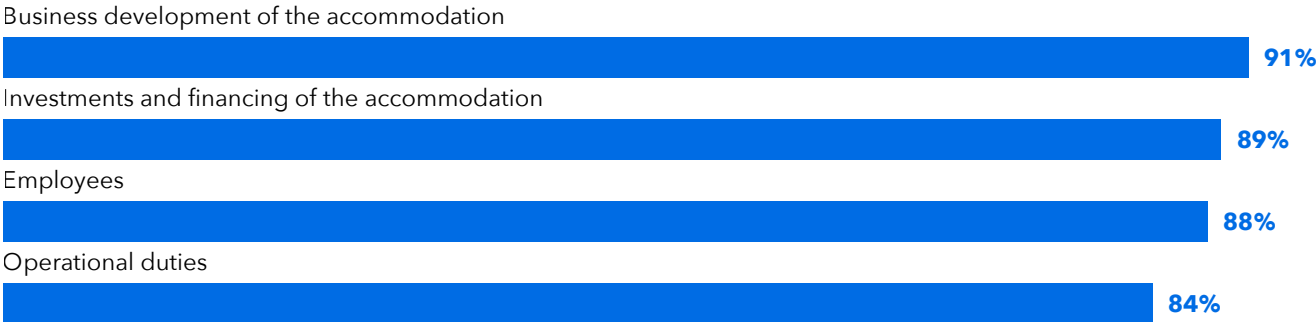 Business development of the accommodation
91%
Investments and financing of the accommodation
89%
Employees
88%
Operational duties
84%